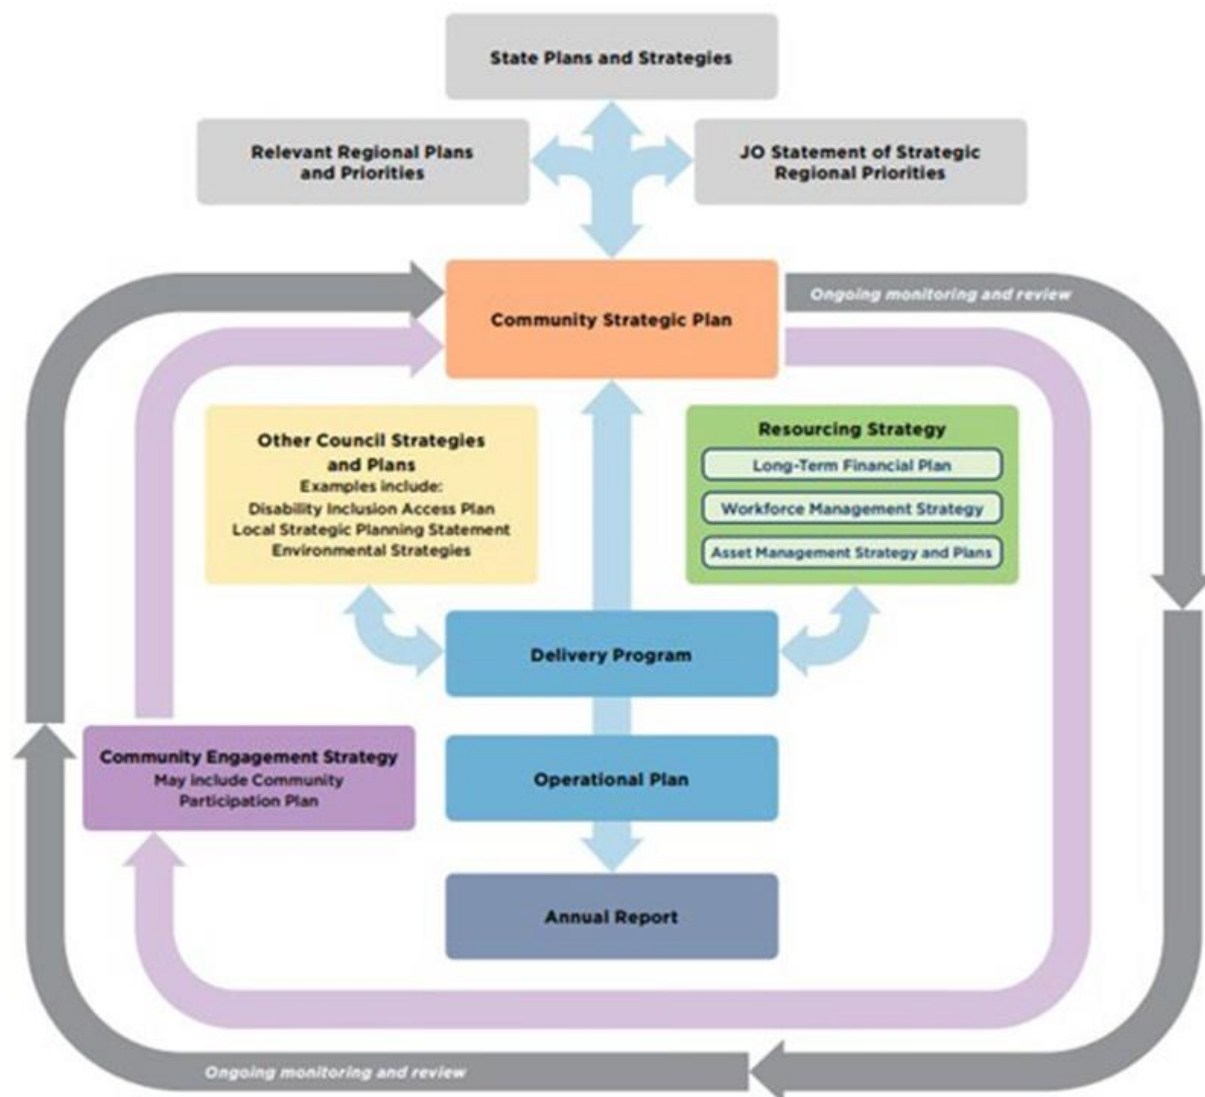 State Plans and Strategies
Relevant Regional Plans
and Priorities
JO Statement of Strategic
Regional Priorities
Community Strategic Plan
Ongoing monitoring and review
Other Council Strategies
and Plans
Examples include:
Disability Inclusion Access Plan
Local Strategic Planning Statement
Environmental Strategies
Resourcing Strategy
Long-Term Financial Plan
Workforce Management Strategy
Asset Management Strategy and Plans
Delivery Program
Community Engagement Strategy
May include Community
Participation Plan
Operational Plan
Annual Report
Ongoing monitoring and review